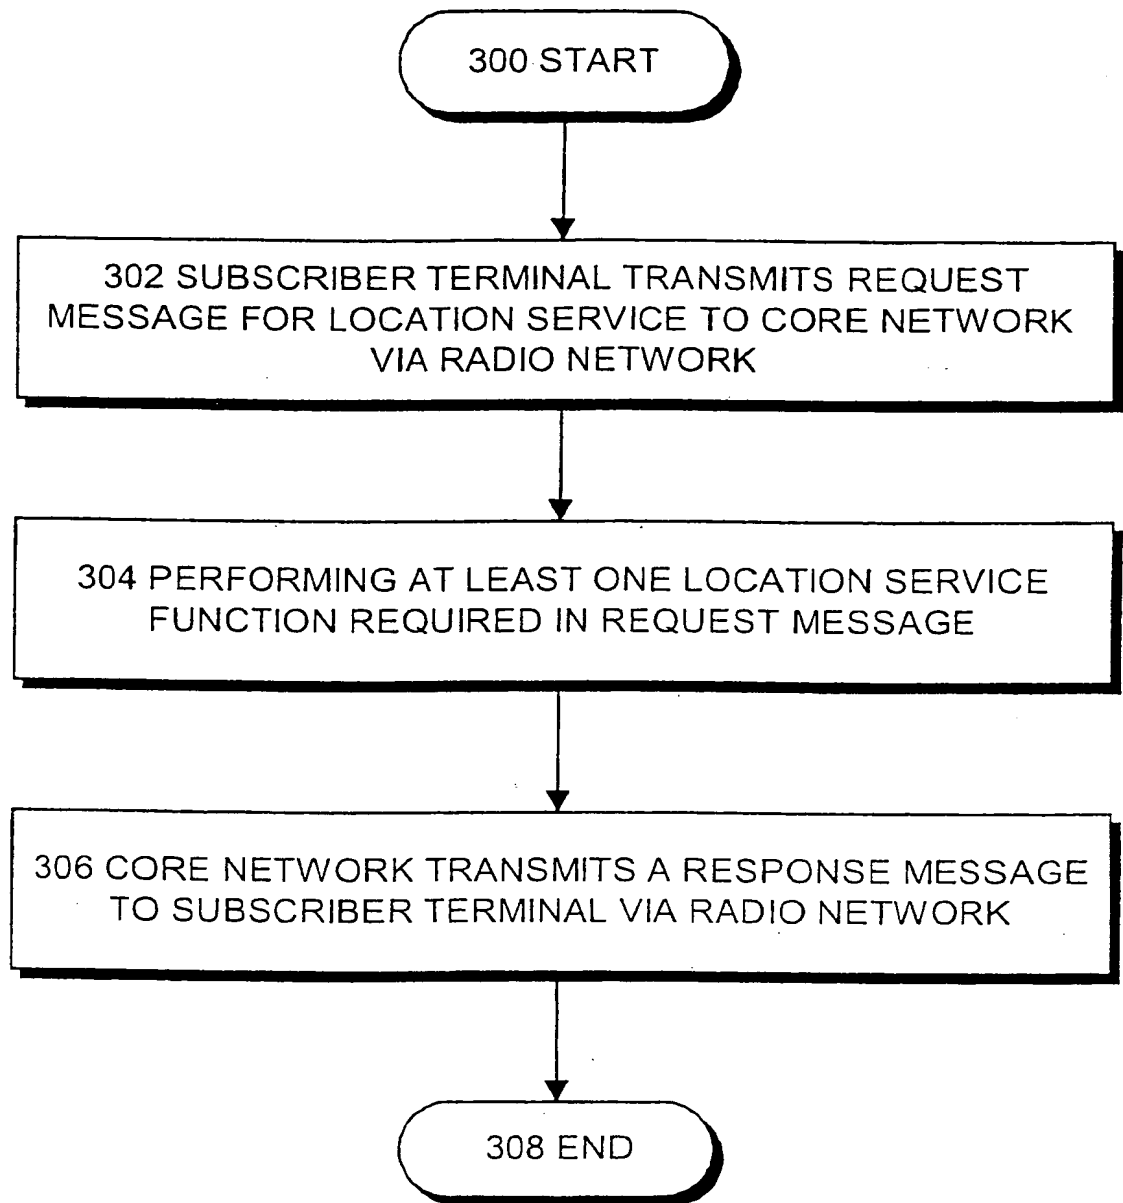 300 START
302 SUBSCRIBER TERMINAL TRANSMITS REQUEST
MESSAGE FOR LOCATION SERVICE TO CORE NETWORK
VIA RADIO NETWORK
304 PERFORMING AT LEAST ONE LOCATION SERVICE
FUNCTION REQUIRED IN REQUEST MESSAGE
306 CORE NETWORK TRANSMITS A RESPONSE MESSAGE
TO SUBSCRIBER TERMINAL VIA RADIO NETWORK
308 END